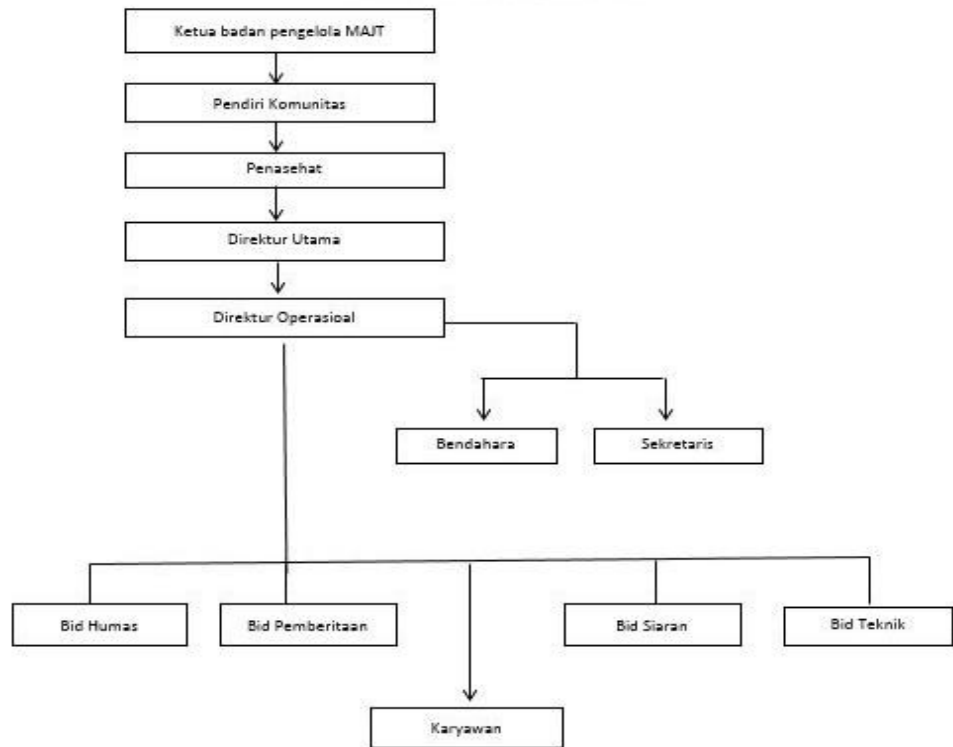 Ketua badan pengelola MAJT
Pendiri Komunitas
Penasehat
Direktur Utama
Direktur Operasioal
Bendahara
Sekretaris
Bid Humas
Bid Pemberitaan
Bid Siaran
Bid Teknik
Karyawan